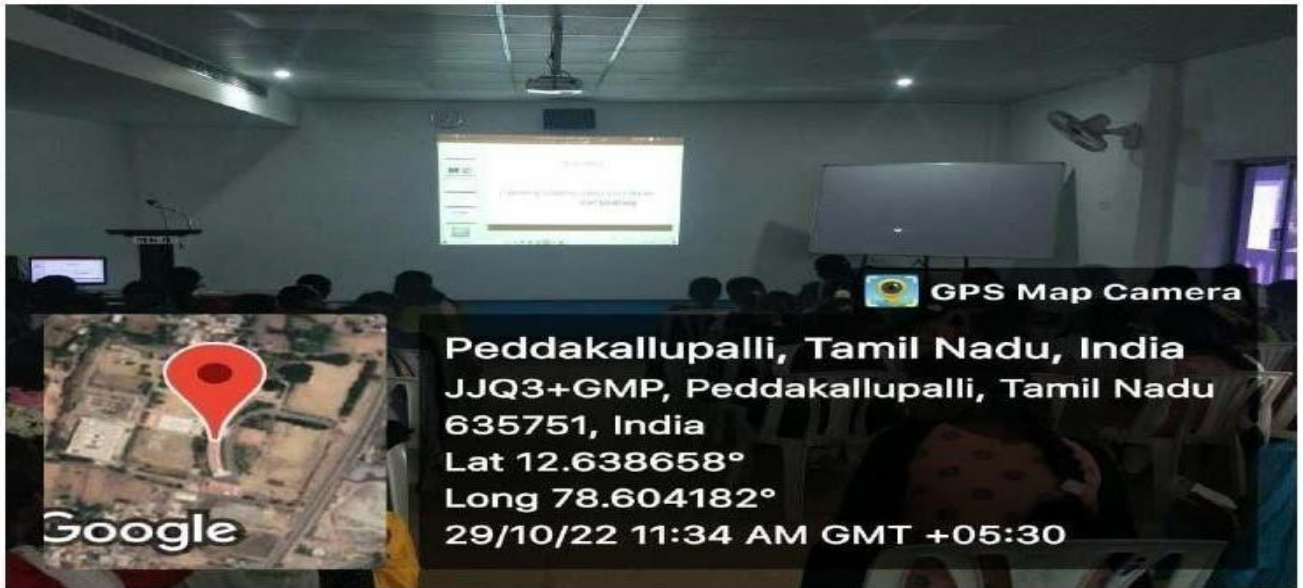 GPS Map Camera
Peddakallupalli, Tamil Nadu, India
JJQ3+GMP, Peddakallupalli, Tamil Nadu
635751, India
Lat 12.638658°
Long 78.604182°
29/10/22 11:34 AM GMT +05:30
Google